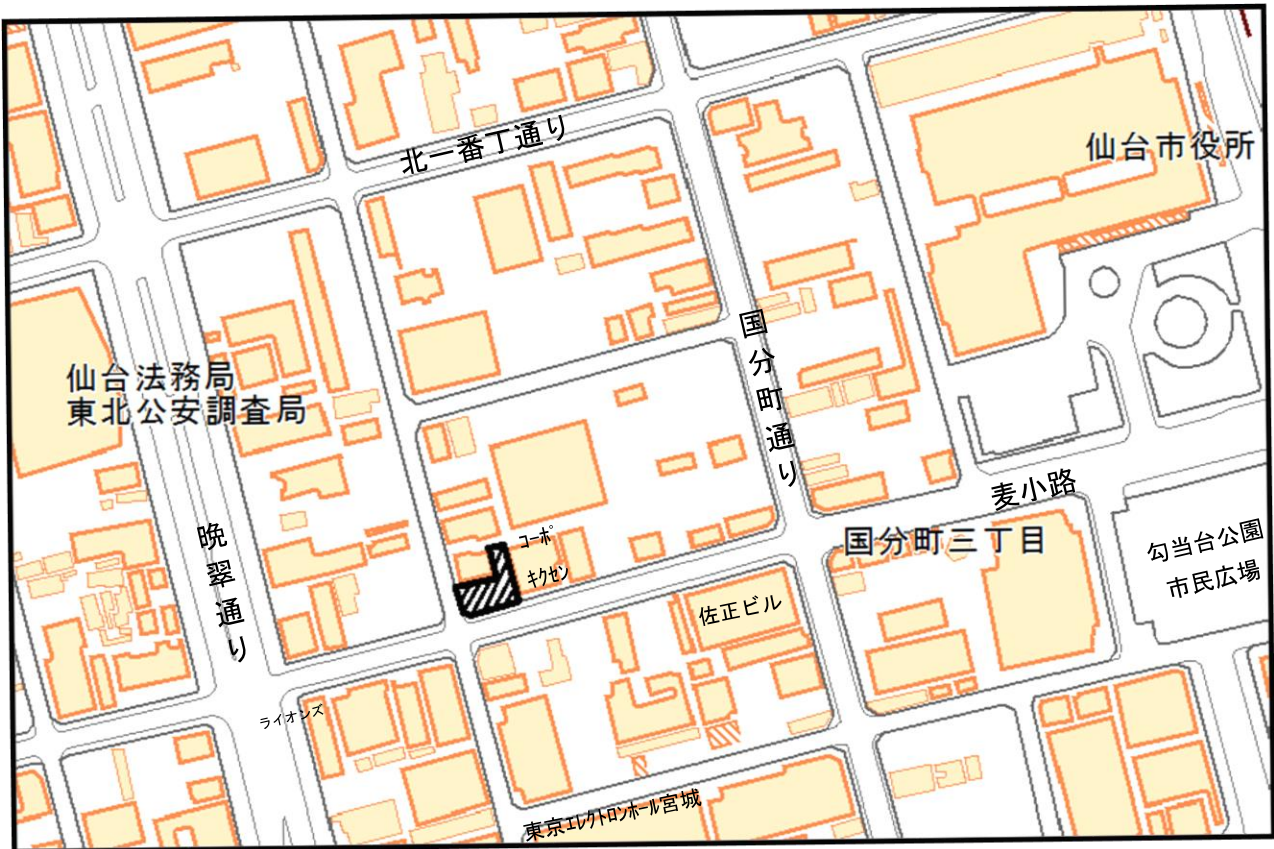 北一番丁通り
仙台市役所
国分町通り
仙台法務局
東北公安調査局
麦小路
晩翠通り
コーポ
キクセン
国分町三丁目
勾当台公園
市民広場
佐正ビル
ライオンズ
東京エレクトロンホール宮城